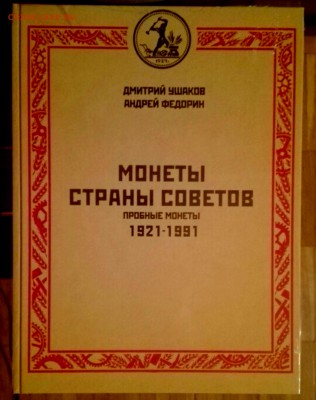 ДМИТРИЙ УШАКОВ
АНДРЕЙ ФЕДОРИН
МОНЕТЫ
СТРАНЫ СОВЕТОВ
ПРОБНЫЕ МОНЕТЫ
1921-1991